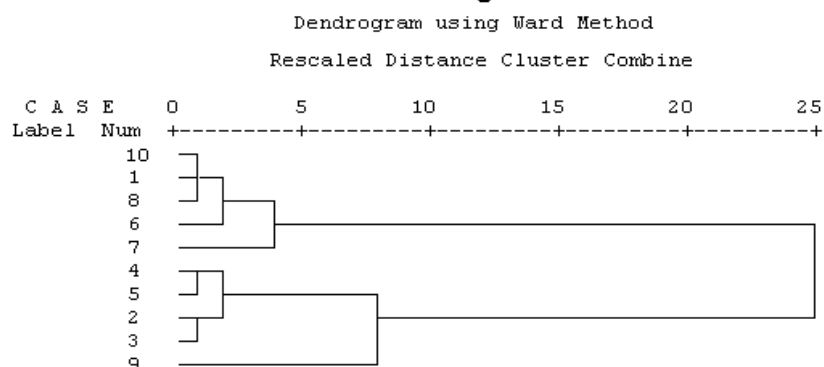 Dendrogram using Ward Method
Rescaled Distance Cluster Combine
C A S E 0 5 10 15 20 25
Label Num +---------+---------+---------+---------+---------+
10
1
8
6
7
4
5
2
3
9